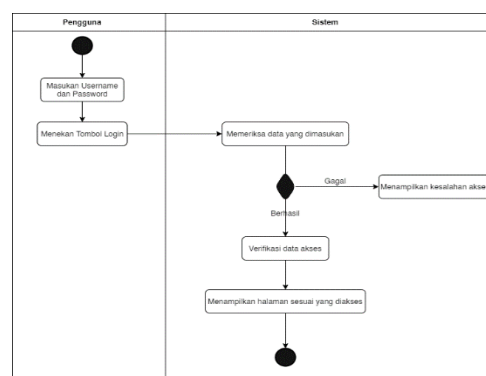 Pengguna
Sistem
Masukan Username
dan Password
Menekan Tombol Login
Memeriksa data yang dimasukan
Gagal
Menampilkan kesalahan akses
Berhasil
Verifikasi data akses
Menampilkan halaman sesuai yang diakses